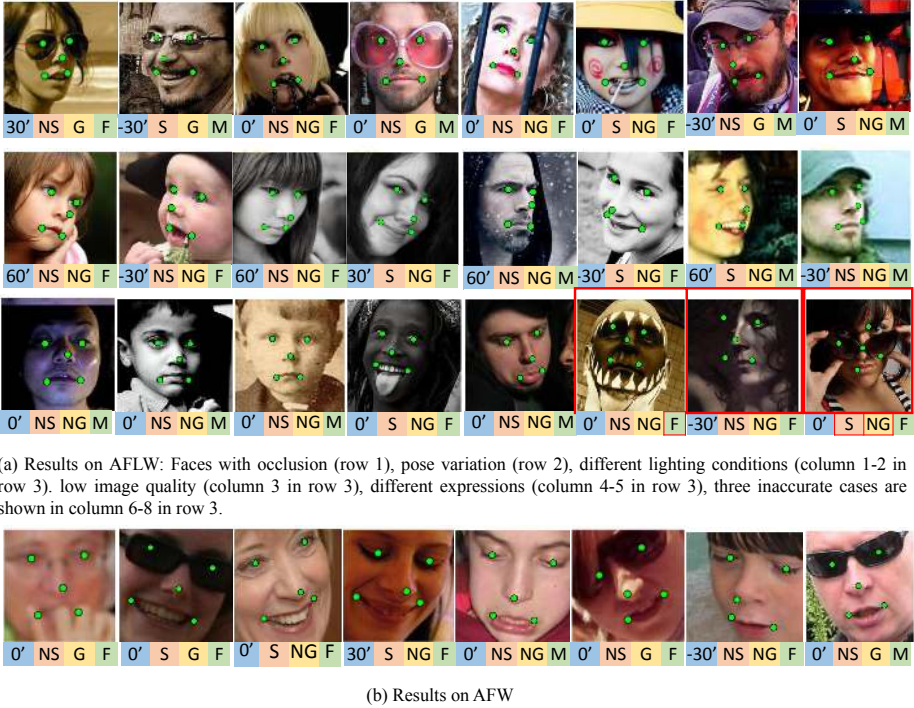 30' NS G F -30' S G M 0' NS NG F 0' NS G M 0' NS NG F 0' S NG F -30' NS G M 0' S NG M
60' NS NG F -30' NS NG F 60' NS NG F 30' S NG F 60' NS NG M -30' S NG F 60' S NG M -30' NS NG M
0' NS NG M 0' NS NG M 0' NS NG M 0' S NG F 0' NS NG M 0' NS NG F -30' NS NG F 0' S NG F
(a) Results on AFLW: Faces with occlusion (row 1), pose variation (row 2), different lighting conditions (column 1-2 in
row 3). low image quality (column 3 in row 3), different expressions (column 4-5 in row 3), three inaccurate cases are
shown in column 6-8 in row 3.
0' NS G F 0' S G F 0' S NG F 30' S NG F 0' NS NG M 0' NS G F -30' NS NG F 0' NS G M
(b) Results on AFW